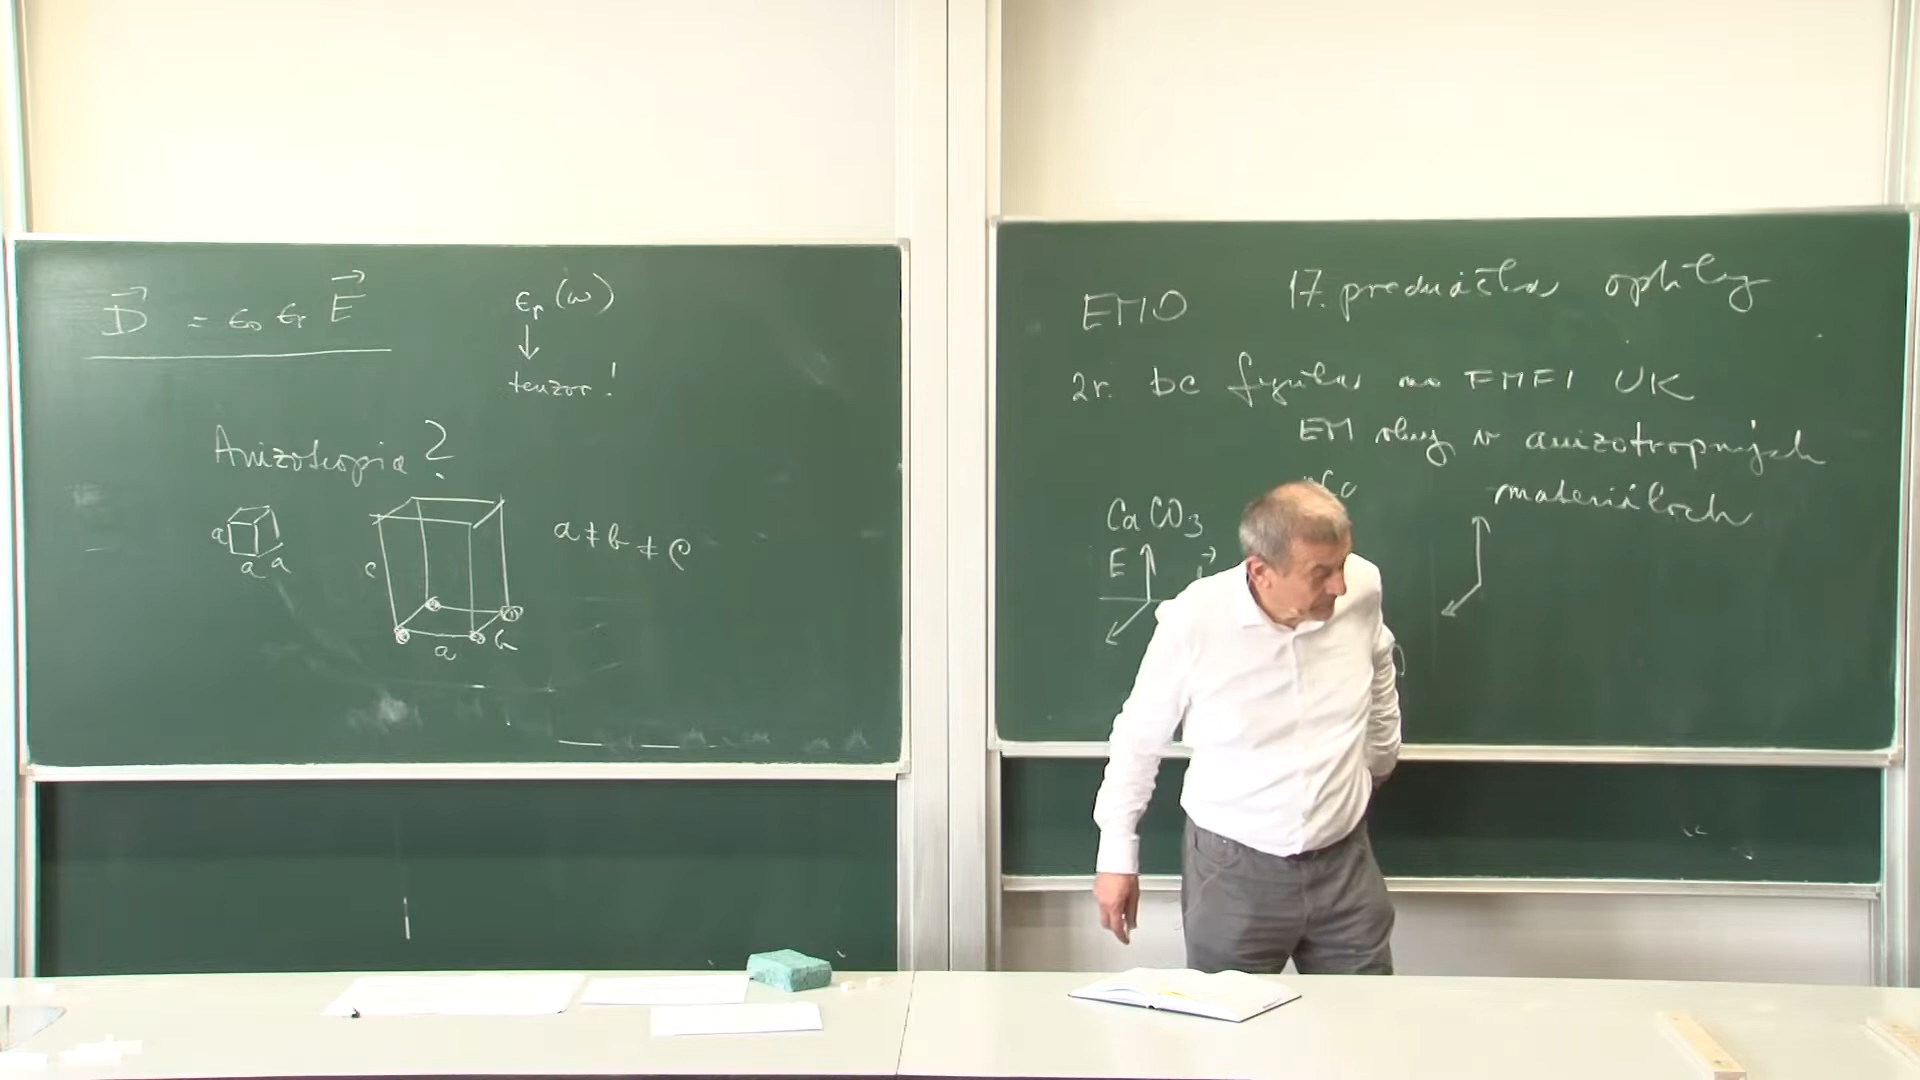 D⃗ = ϵ₀ ϵᵣ E⃗
ϵᵣ (ω)
↓
tenzor!
Anizotropia?
a
a a
c
a b
a ≠ b ≠ c
EMO 17. prednáška optiky
2r. bc fyzika na FMFI UK
EM vlny v anizotropných
materiáloch
CaCO₃
E